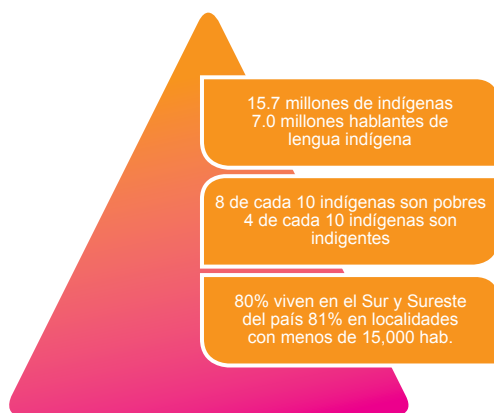 15.7 millones de indígenas
7.0 millones hablantes de
lengua indígena
8 de cada 10 indígenas son pobres
4 de cada 10 indígenas son
indigentes
80% viven en el Sur y Sureste
del país 81% en localidades
con menos de 15,000 hab.